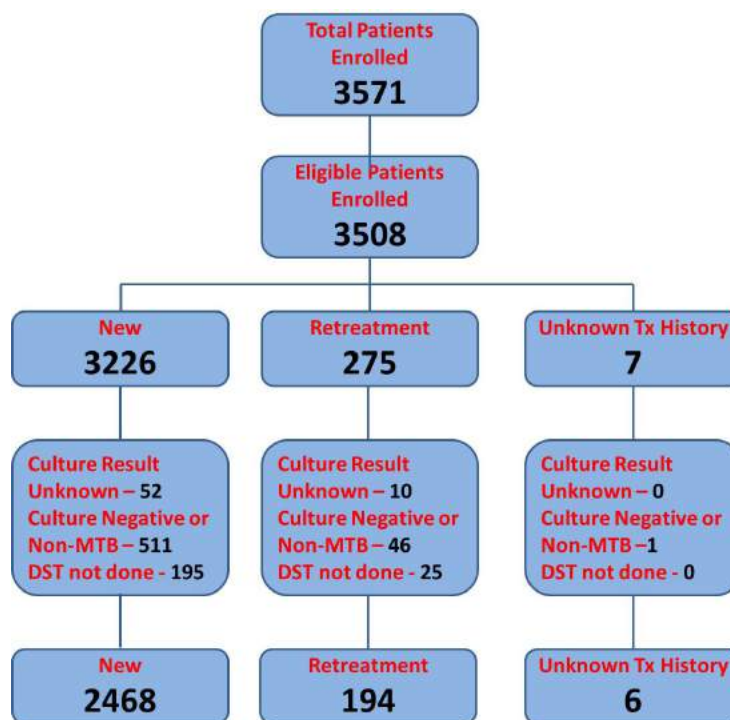 Total Patients
Enrolled
3571
Eligible Patients
Enrolled
3508
New
3226
Retreatment
275
Unknown Tx History
7
Culture Result
Unknown – 52
Culture Negative or
Non-MTB – 511
DST not done - 195
Culture Result
Unknown – 10
Culture Negative or
Non-MTB – 46
DST not done - 25
Culture Result
Unknown – 0
Culture Negative or
Non-MTB – 1
DST not done - 0
New
2468
Retreatment
194
Unknown Tx History
6